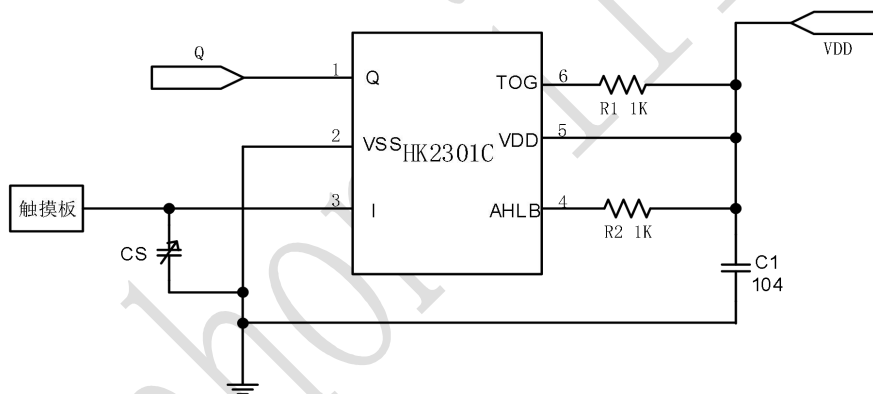 Q
VDD
1
Q
TOG
6
R1 1K
2
VSS
HK2301C
VDD
5
触摸板
3
I
AHLB
4
R2 1K
CS
C1
104